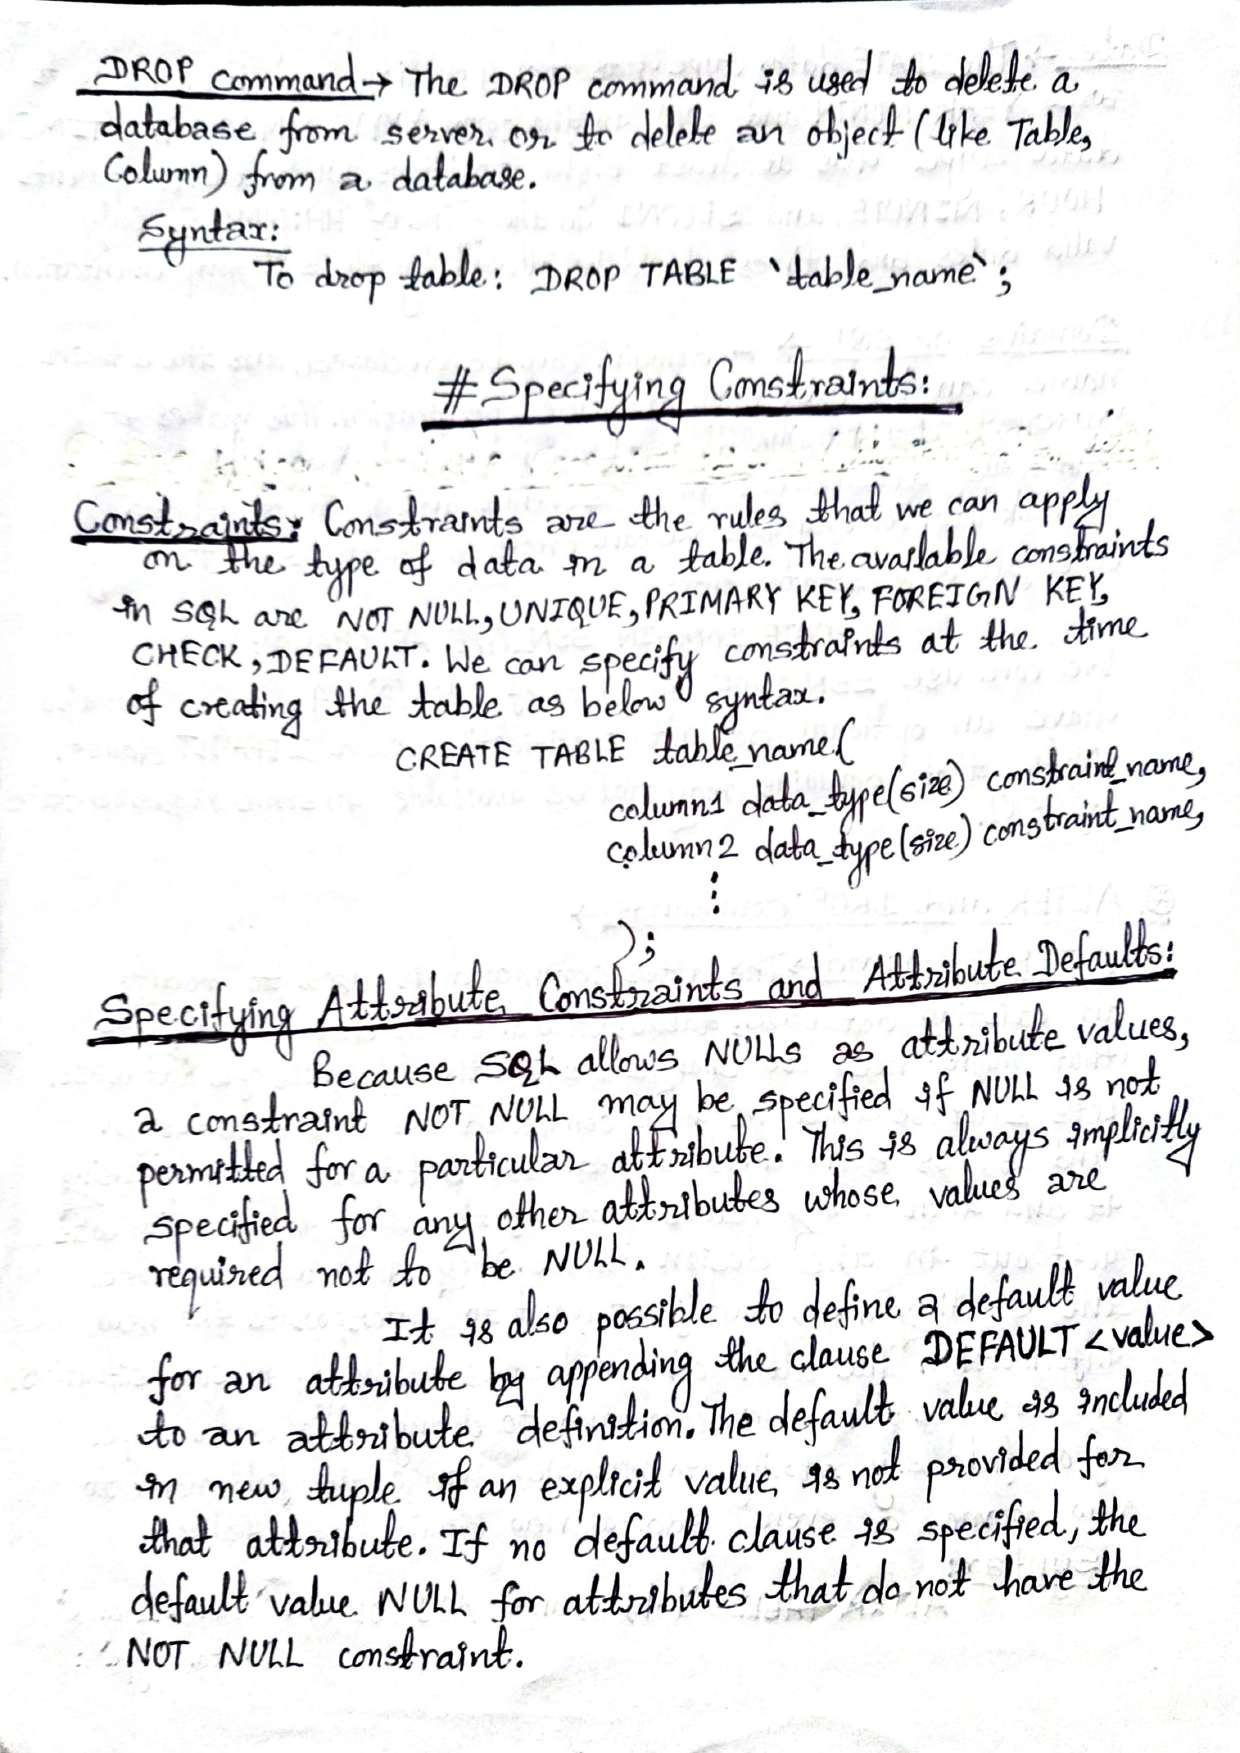 DROP command → The DROP command is used to delete a
database from server or to delete an object (like Table,
Column) from a database.
Syntax:
To drop table: DROP TABLE `table_name`;
# Specifying Constraints:
Constraints: Constraints are the rules that we can apply
on the type of data in a table. The available constraints
in SQL are NOT NULL, UNIQUE, PRIMARY KEY, FOREIGN KEY,
CHECK, DEFAULT. We can specify constraints at the time
of creating the table as below syntax.
CREATE TABLE table_name(
column1 data_type(size) constraint_name,
column2 data_type(size) constraint_name,
⋮
);
Specifying Attribute Constraints and Attribute Defaults:
Because SQL allows NULLs as attribute values,
a constraint NOT NULL may be specified if NULL is not
permitted for a particular attribute. This is always implicitly
specified for any other attributes whose values are
required not to be NULL.
It is also possible to define a default value
for an attribute by appending the clause DEFAULT <value>
to an attribute definition. The default value is included
in new tuple if an explicit value is not provided for
that attribute. If no default clause is specified, the
default value NULL for attributes that do not have the
NOT NULL constraint.